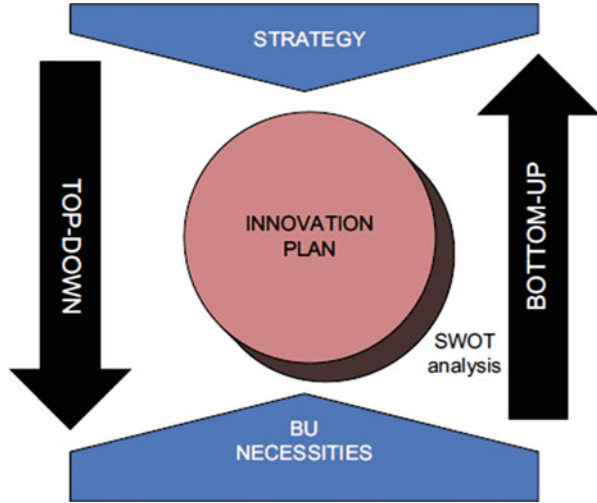 STRATEGY
TOP-DOWN
INNOVATION
PLAN
BOTTOM-UP
SWOT
analysis
BU
NECESSITIES